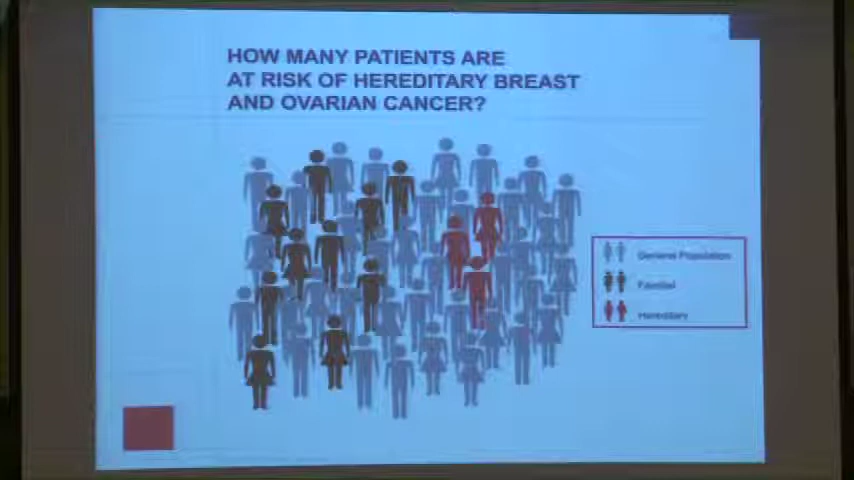 HOW MANY PATIENTS ARE
AT RISK OF HEREDITARY BREAST
AND OVARIAN CANCER?
General Population
Familial
Hereditary